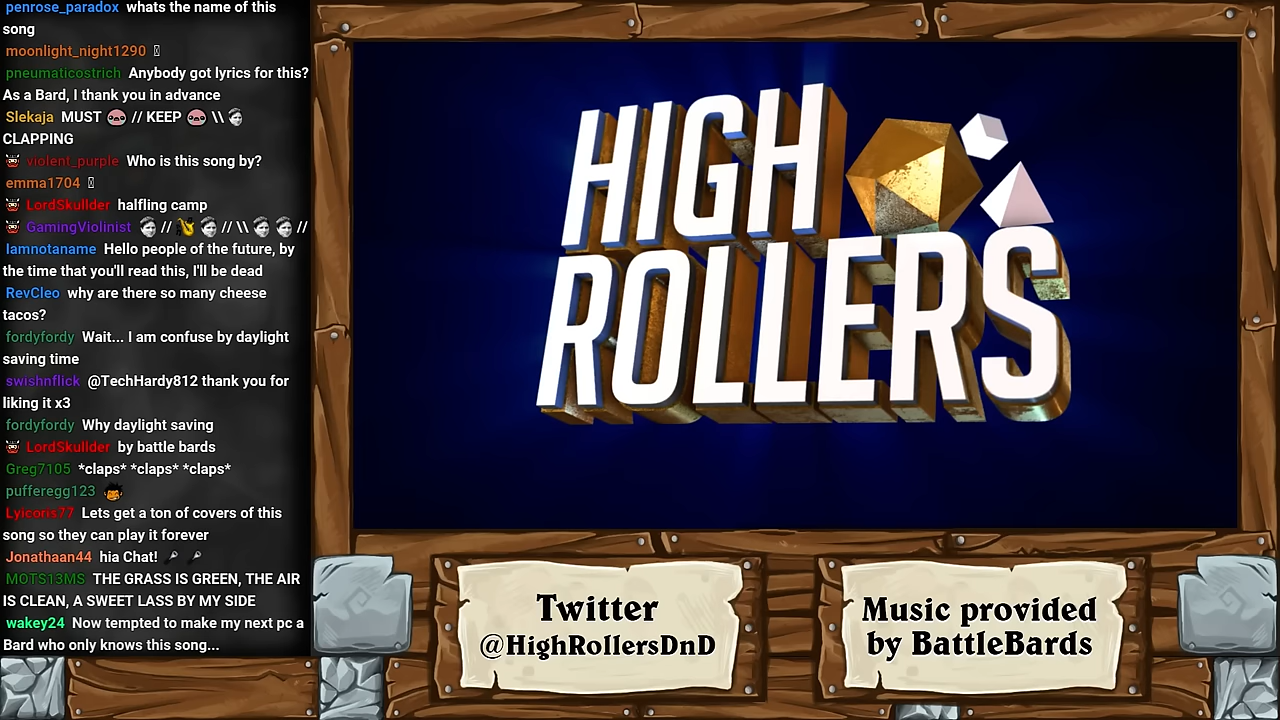 penrose_paradox whats the name of this
song
moonlight_night1290
pneumaticostrich Anybody got lyrics for this?
As a Bard, I thank you in advance
Slekaja MUST // KEEP \\
CLAPPING
violent_purple Who is this song by?
emma1704
LordSkullder halfling camp
GamingViolinist // // \\ //
Iamnotaname Hello people of the future, by
the time that you'll read this, I'll be dead
RevCleo why are there so many cheese
tacos?
fordyfordy Wait... I am confuse by daylight
saving time
swishnflick @TechHardy812 thank you for
liking it x3
fordyfordy Why daylight saving
LordSkullder by battle bards
Greg7105 *claps* *claps* *claps*
pufferegg123
Lyicoris77 Lets get a ton of covers of this
song so they can play it forever
Jonathaan44 hia Chat!
MOTS13MS THE GRASS IS GREEN, THE AIR
IS CLEAN, A SWEET LASS BY MY SIDE
wakey24 Now tempted to make my next pc a
Bard who only knows this song...
HIGH
ROLLERS
Twitter
@HighRollersDnD
Music provided
by BattleBards